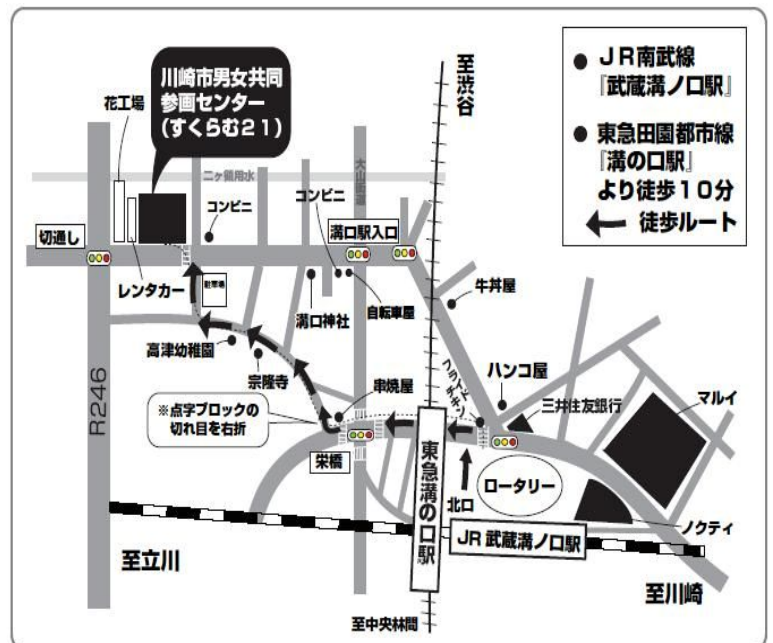 川崎市男女共同
参画センター
(すくらむ21)
花工場
至渋谷
● JR南武線
『武蔵溝ノ口駅』
● 東急田園都市線
『溝の口駅』
より徒歩10分
徒歩ルート
二ヶ領用水
大山街道
コンビニ
コンビニ
溝口駅入口
切通し
レンタカー
駐車場
溝口神社
自転車屋
牛丼屋
高津幼稚園
宗隆寺
フライドチキン
ハンコ屋
三井住友銀行
マルイ
R246
※点字ブロックの
切れ目を右折
串焼屋
栄橋
東急溝の口駅
北口
ロータリー
ノクティ
JR 武蔵溝ノ口駅
至立川
至川崎
至中央林間